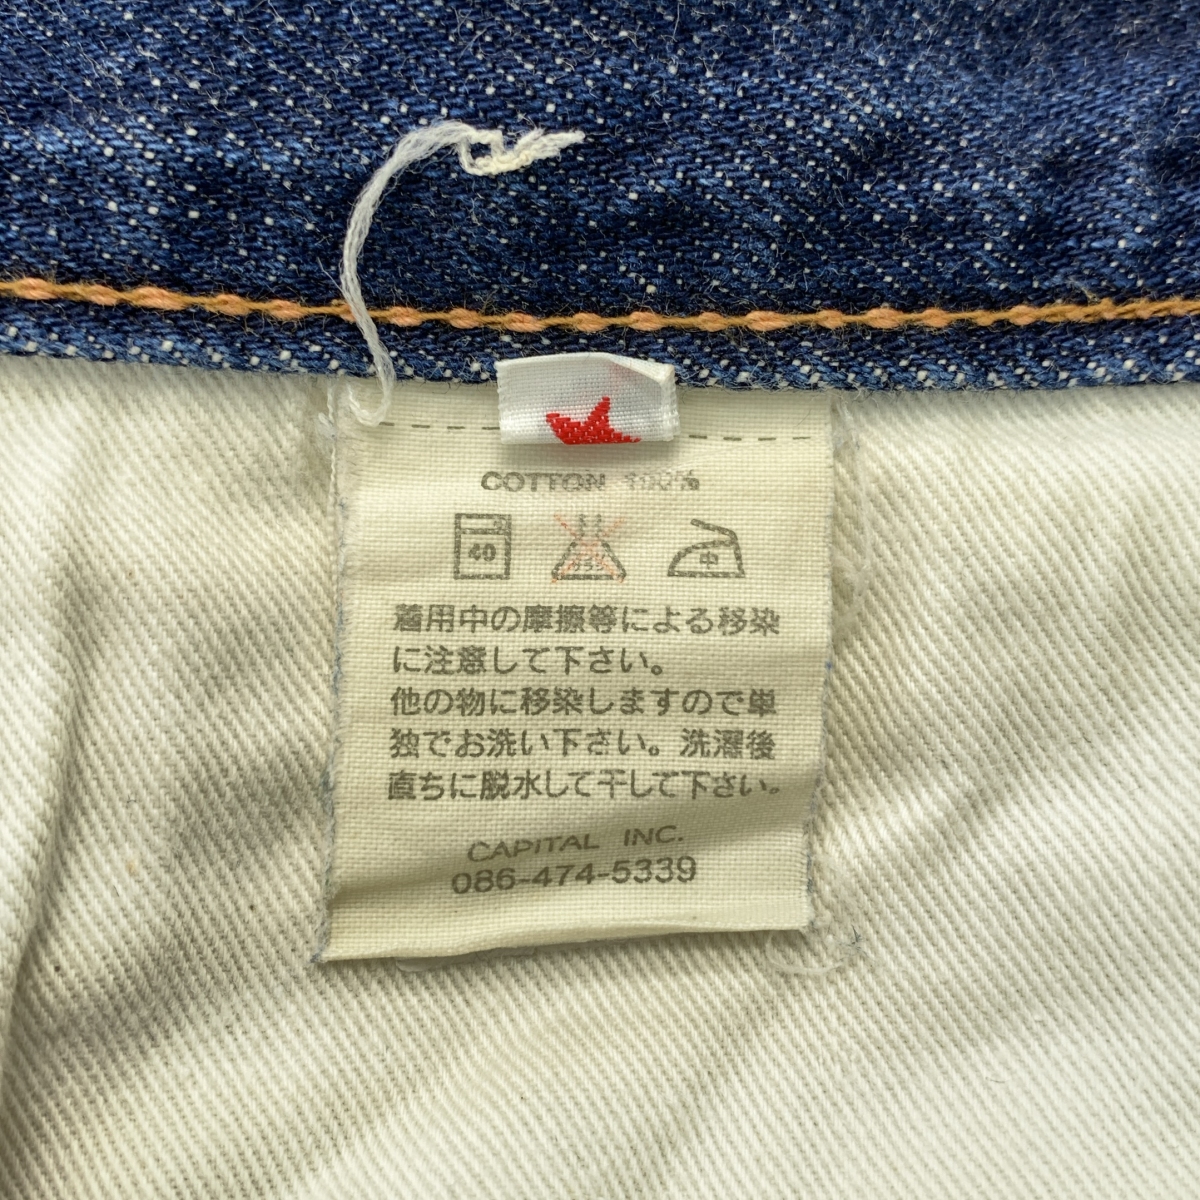 COTTON 100%
40 中
着用中の摩擦等による移染
に注意して下さい。
他の物に移染しますので単
独でお洗い下さい。洗濯後
直ちに脱水して干して下さい。
CAPITAL INC.
086-474-5339